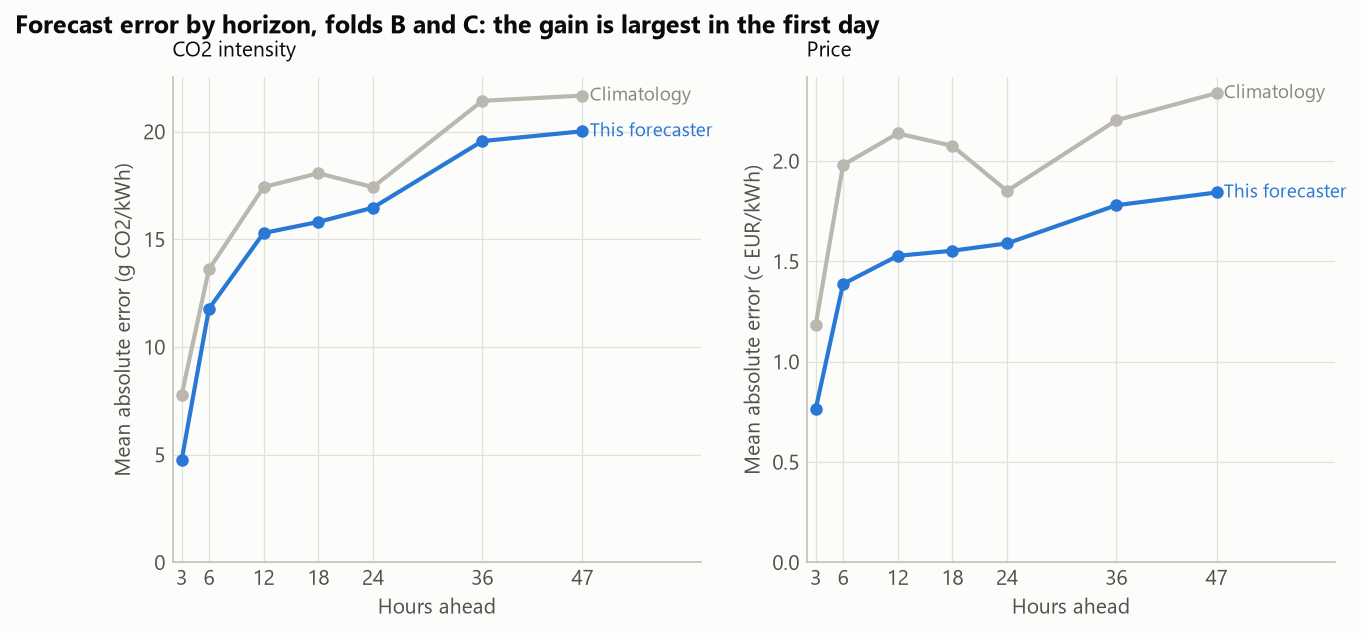 Forecast error by horizon, folds B and C: the gain is largest in the first day
CO2 intensity
Mean absolute error (g CO2/kWh)
20
15
10
5
0
3 6 12 18 24 36 47
Hours ahead
Climatology
This forecaster
Price
Mean absolute error (c EUR/kWh)
2.0
1.5
1.0
0.5
0.0
3 6 12 18 24 36 47
Hours ahead
Climatology
This forecaster